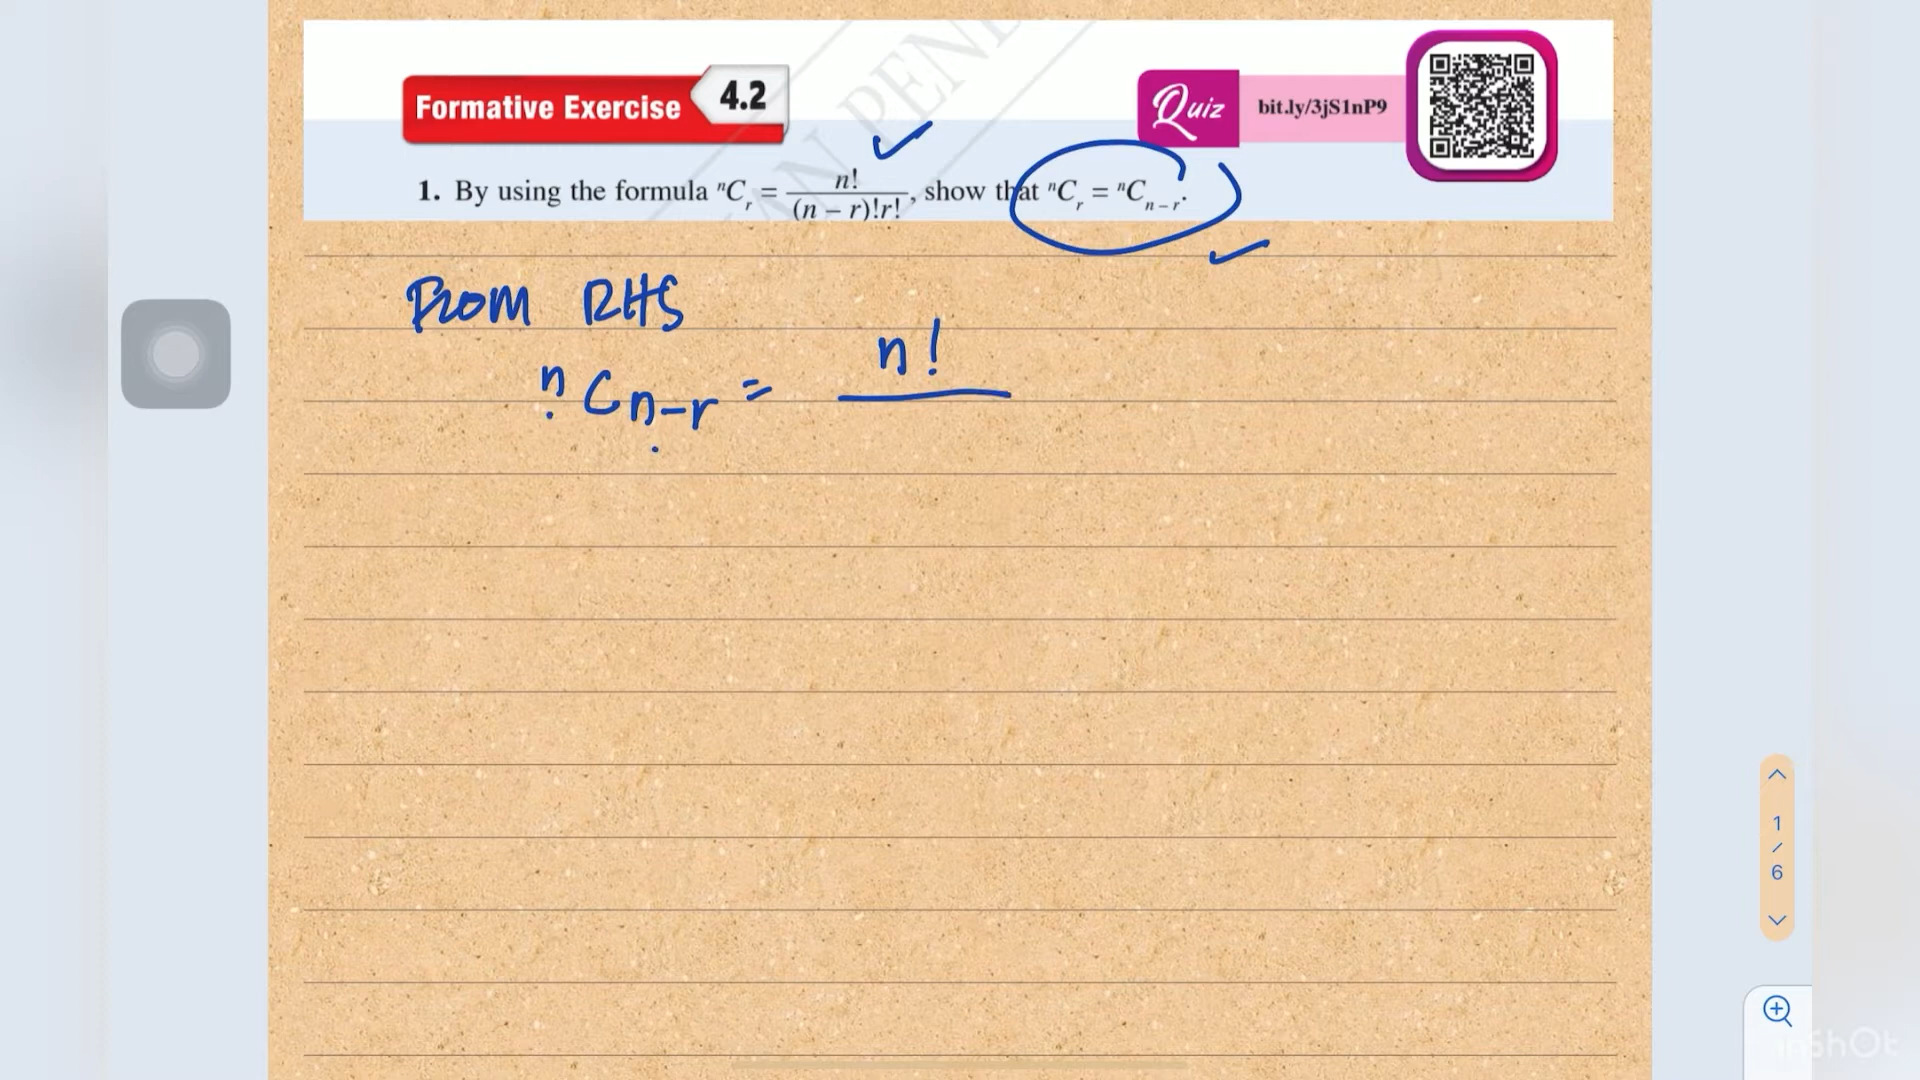 Formative Exercise 4.2
Quiz bit.ly/3jS1nP9
1. By using the formula ⁿCᵣ = n!/((n – r)!r!), show that ⁿCᵣ = ⁿCₙ₋ᵣ.
From RHS
ⁿCₙ₋ᵣ = n!
1
/
6
InShOt